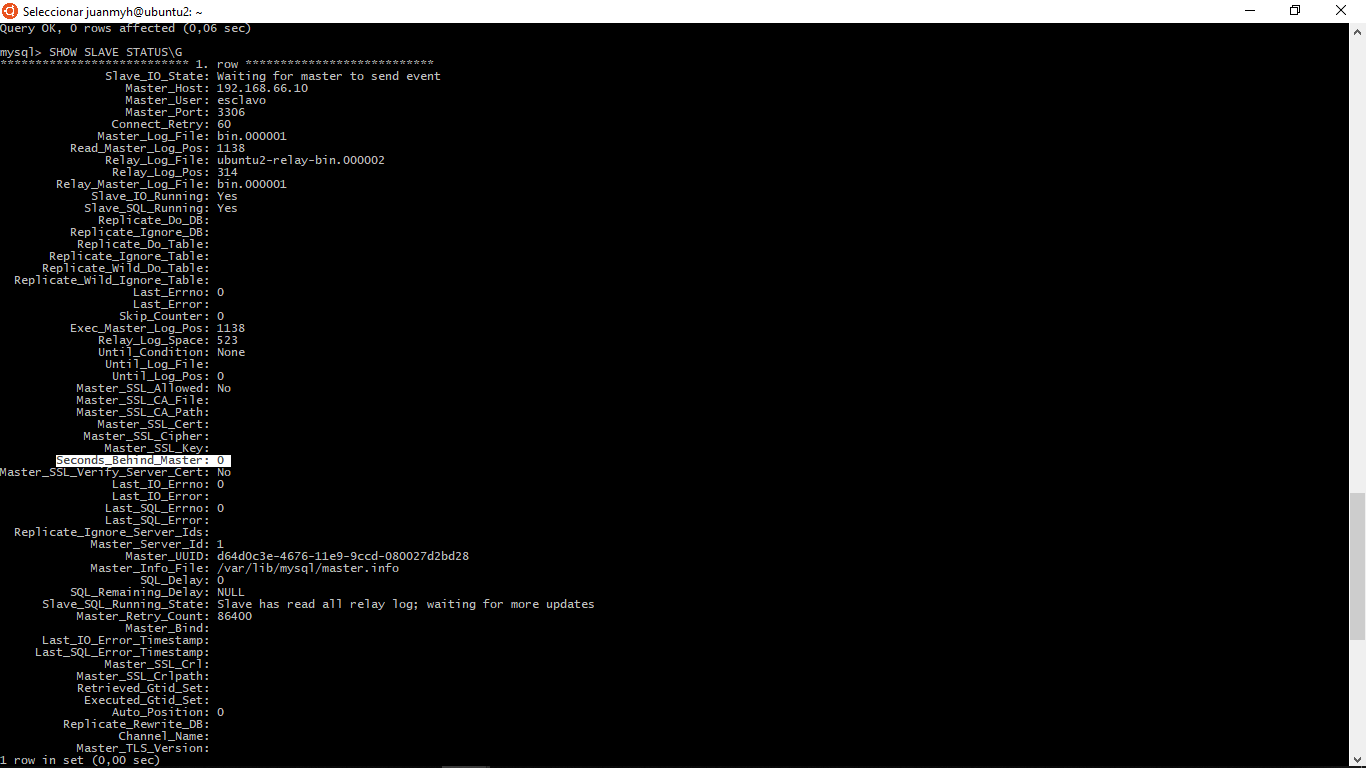 Seleccionar juanmyh@ubuntu2: ~
Query OK, 0 rows affected (0,06 sec)
mysql> SHOW SLAVE STATUS\G
*************************** 1. row ***************************
Slave_IO_State: Waiting for master to send event
Master_Host: 192.168.66.10
Master_User: esclavo
Master_Port: 3306
Connect_Retry: 60
Master_Log_File: bin.000001
Read_Master_Log_Pos: 1138
Relay_Log_File: ubuntu2-relay-bin.000002
Relay_Log_Pos: 314
Relay_Master_Log_File: bin.000001
Slave_IO_Running: Yes
Slave_SQL_Running: Yes
Replicate_Do_DB:
Replicate_Ignore_DB:
Replicate_Do_Table:
Replicate_Ignore_Table:
Replicate_Wild_Do_Table:
Replicate_Wild_Ignore_Table:
Last_Errno: 0
Last_Error:
Skip_Counter: 0
Exec_Master_Log_Pos: 1138
Relay_Log_Space: 523
Until_Condition: None
Until_Log_File:
Until_Log_Pos: 0
Master_SSL_Allowed: No
Master_SSL_CA_File:
Master_SSL_CA_Path:
Master_SSL_Cert:
Master_SSL_Cipher:
Master_SSL_Key:
Seconds_Behind_Master: 0
Master_SSL_Verify_Server_Cert: No
Last_IO_Errno: 0
Last_IO_Error:
Last_SQL_Errno: 0
Last_SQL_Error:
Replicate_Ignore_Server_Ids:
Master_Server_Id: 1
Master_UUID: d64d0c3e-4676-11e9-9ccd-080027d2bd28
Master_Info_File: /var/lib/mysql/master.info
SQL_Delay: 0
SQL_Remaining_Delay: NULL
Slave_SQL_Running_State: Slave has read all relay log; waiting for more updates
Master_Retry_Count: 86400
Master_Bind:
Last_IO_Error_Timestamp:
Last_SQL_Error_Timestamp:
Master_SSL_Crl:
Master_SSL_Crlpath:
Retrieved_Gtid_Set:
Executed_Gtid_Set:
Auto_Position: 0
Replicate_Rewrite_DB:
Channel_Name:
Master_TLS_Version:
1 row in set (0,00 sec)